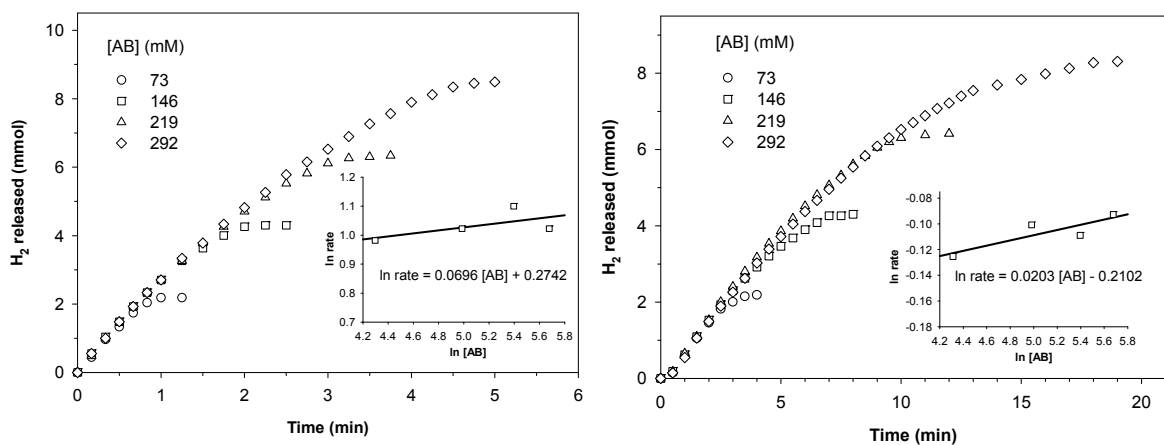 [AB] (mM)
73
146
219
292
H2 released (mmol)
10
8
6
4
2
0
0 1 2 3 4 5 6
Time (min)
ln rate
1.2
1.1
1.0
0.9
0.8
0.7
ln rate = 0.0696 [AB] + 0.2742
4.2 4.4 4.6 4.8 5.0 5.2 5.4 5.6 5.8
ln [AB]
[AB] (mM)
73
146
219
292
H2 released (mmol)
8
6
4
2
0
0 5 10 15 20
Time (min)
ln rate
-0.08
-0.10
-0.12
-0.14
-0.16
-0.18
ln rate = 0.0203 [AB] - 0.2102
4.2 4.4 4.6 4.8 5.0 5.2 5.4 5.6 5.8
ln [AB]